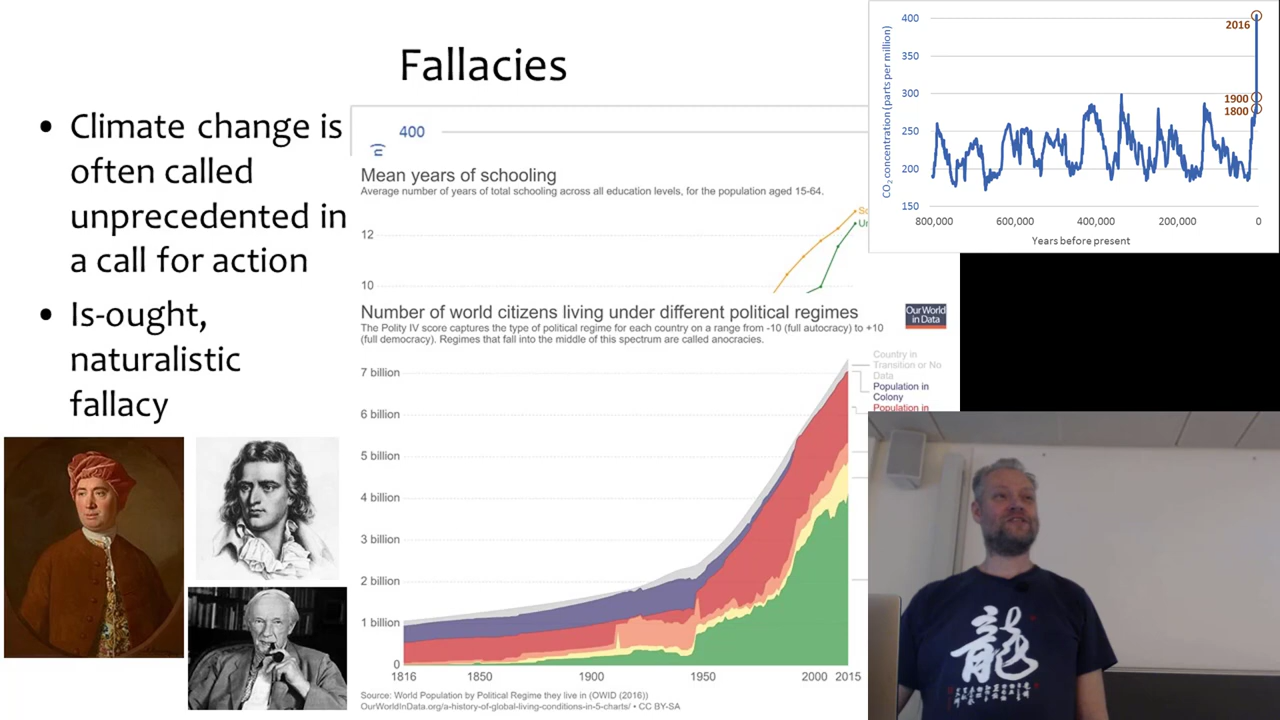 Fallacies
• Climate change is
often called
unprecedented in
a call for action
• Is-ought,
naturalistic
fallacy
400
Mean years of schooling
Average number of years of total schooling across all education levels, for the population aged 15-64.
12
10
Number of world citizens living under different political regimes
The Polity IV score captures the type of political regime for each country on a range from -10 (full autocracy) to +10
(full democracy). Regimes that fall into the middle of this spectrum are called anocracies.
Our World
in Data
Country in
Transition or No
Data
Population in
Colony
Population in
7 billion
6 billion
5 billion
4 billion
3 billion
2 billion
1 billion
0
1816 1850 1900 1950 2000 2015
Source: World Population by Political Regime they live in (OWID (2016))
OurWorldInData.org/a-history-of-global-living-conditions-in-5-charts/ • CC BY-SA
CO₂ concentration (parts per million)
400
350
300
250
200
150
2016
1900
1800
800,000 600,000 400,000 200,000 0
Years before present
龍